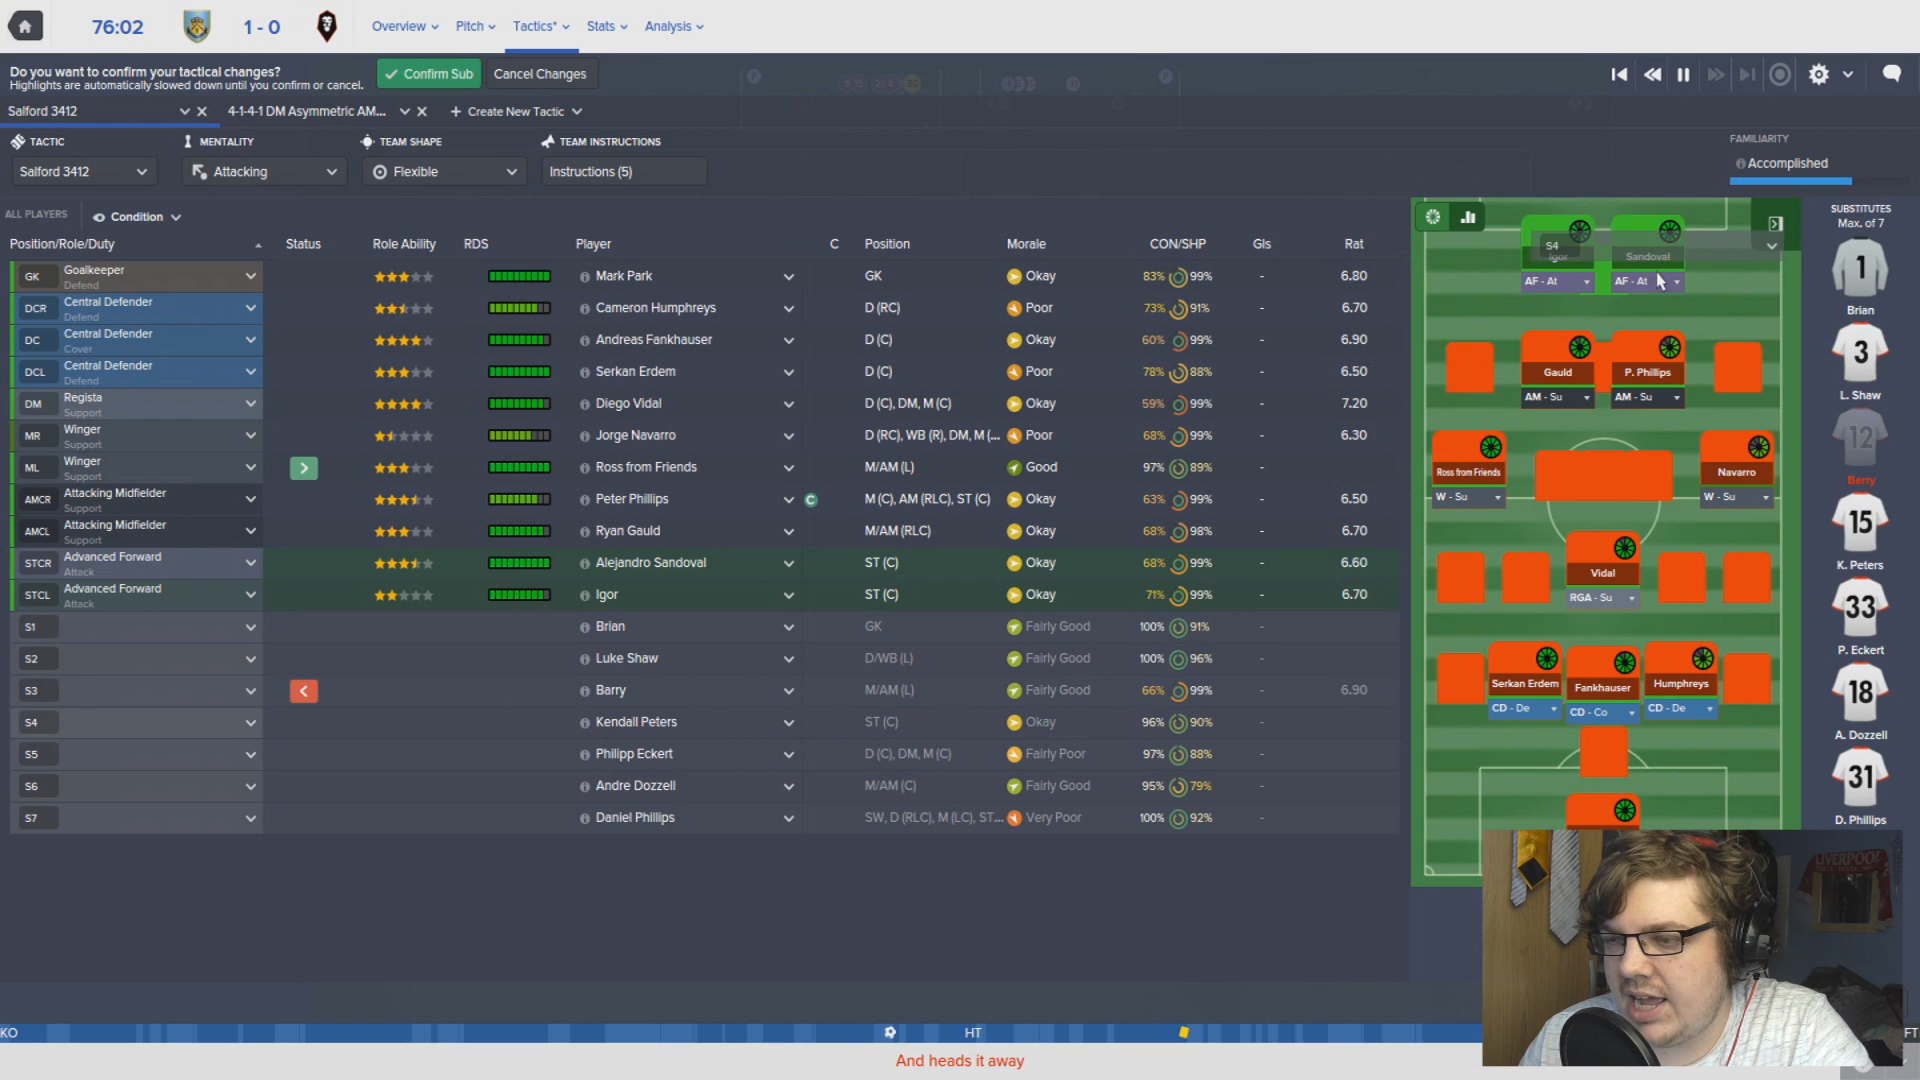 76:02 1 - 0 Overview Pitch Tactics* Stats Analysis
Do you want to confirm your tactical changes?
Highlights are automatically slowed down until you confirm or cancel.
Confirm Sub Cancel Changes
Salford 3412 4-1-4-1 DM Asymmetric AM... + Create New Tactic
TACTIC MENTALITY TEAM SHAPE TEAM INSTRUCTIONS
Salford 3412 Attacking Flexible Instructions (5)
FAMILIARITY
Accomplished
ALL PLAYERS Condition
Position/Role/Duty Status Role Ability RDS Player C Position Morale CON/SHP Gls Rat
GK Goalkeeper Defend Mark Park GK Okay 83% 99% - 6.80
DCR Central Defender Defend Cameron Humphreys D (RC) Poor 73% 91% - 6.70
DC Central Defender Cover Andreas Fankhauser D (C) Okay 60% 99% - 6.90
DCL Central Defender Defend Serkan Erdem D (C) Poor 78% 88% - 6.50
DM Regista Support Diego Vidal D (C), DM, M (C) Okay 59% 99% - 7.20
MR Winger Support Jorge Navarro D (RC), WB (R), DM, M (... Poor 68% 99% - 6.30
ML Winger Support Ross from Friends M/AM (L) Good 97% 89% -
AMCR Attacking Midfielder Support Peter Phillips C M (C), AM (RLC), ST (C) Okay 63% 99% - 6.50
AMCL Attacking Midfielder Support Ryan Gauld M/AM (RLC) Okay 68% 98% - 6.70
STCR Advanced Forward Attack Alejandro Sandoval ST (C) Okay 68% 99% - 6.60
STCL Advanced Forward Attack Igor ST (C) Okay 71% 99% - 6.70
S1 Brian GK Fairly Good 100% 91% -
S2 Luke Shaw D/WB (L) Fairly Good 100% 96% -
S3 Barry M/AM (L) Fairly Good 66% 99% - 6.90
S4 Kendall Peters ST (C) Okay 96% 90% -
S5 Philipp Eckert D (C), DM, M (C) Fairly Poor 97% 88% -
S6 Andre Dozzell M/AM (C) Fairly Good 95% 79% -
S7 Daniel Phillips SW, D (RLC), M (LC), ST... Very Poor 100% 92% -
S4
Igor Sandoval
AF - At AF - At
Gauld P. Phillips
AM - Su AM - Su
Ross from Friends Navarro
W - Su W - Su
Vidal
RGA - Su
Serkan Erdem Fankhauser Humphreys
CD - De CD - Co CD - De
SUBSTITUTES
Max. of 7
1
Brian
3
L. Shaw
12
Barry
15
K. Peters
33
P. Eckert
18
A. Dozzell
31
D. Phillips
LIVERPOOL
KO HT FT
And heads it away